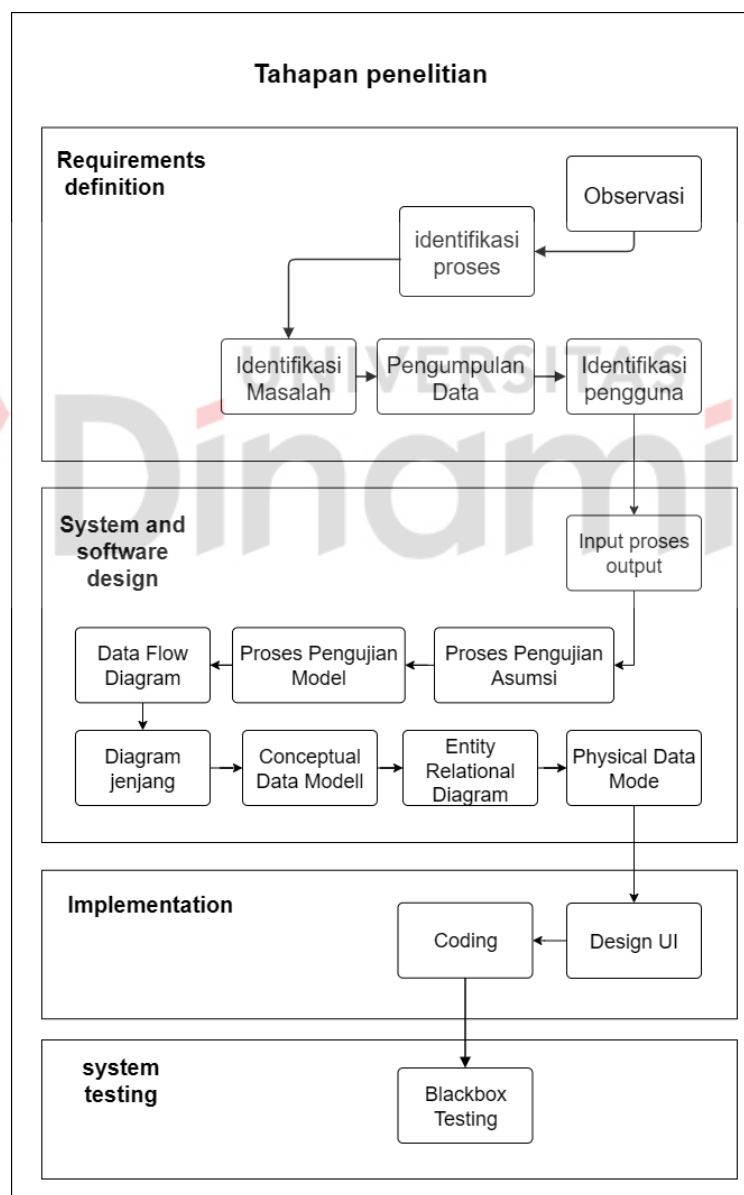 Tahapan penelitian
Requirements
definition
Observasi
identifikasi
proses
Identifikasi
Masalah
Pengumpulan
Data
Identifikasi
pengguna
UNIVERSITAS
Dinami
System and
software
design
Input proses
output
Proses Pengujian
Asumsi
Proses Pengujian
Model
Data Flow
Diagram
Diagram
jenjang
Conceptual
Data Modell
Entity
Relational
Diagram
Physical Data
Mode
Implementation
Design UI
Coding
system
testing
Blackbox
Testing